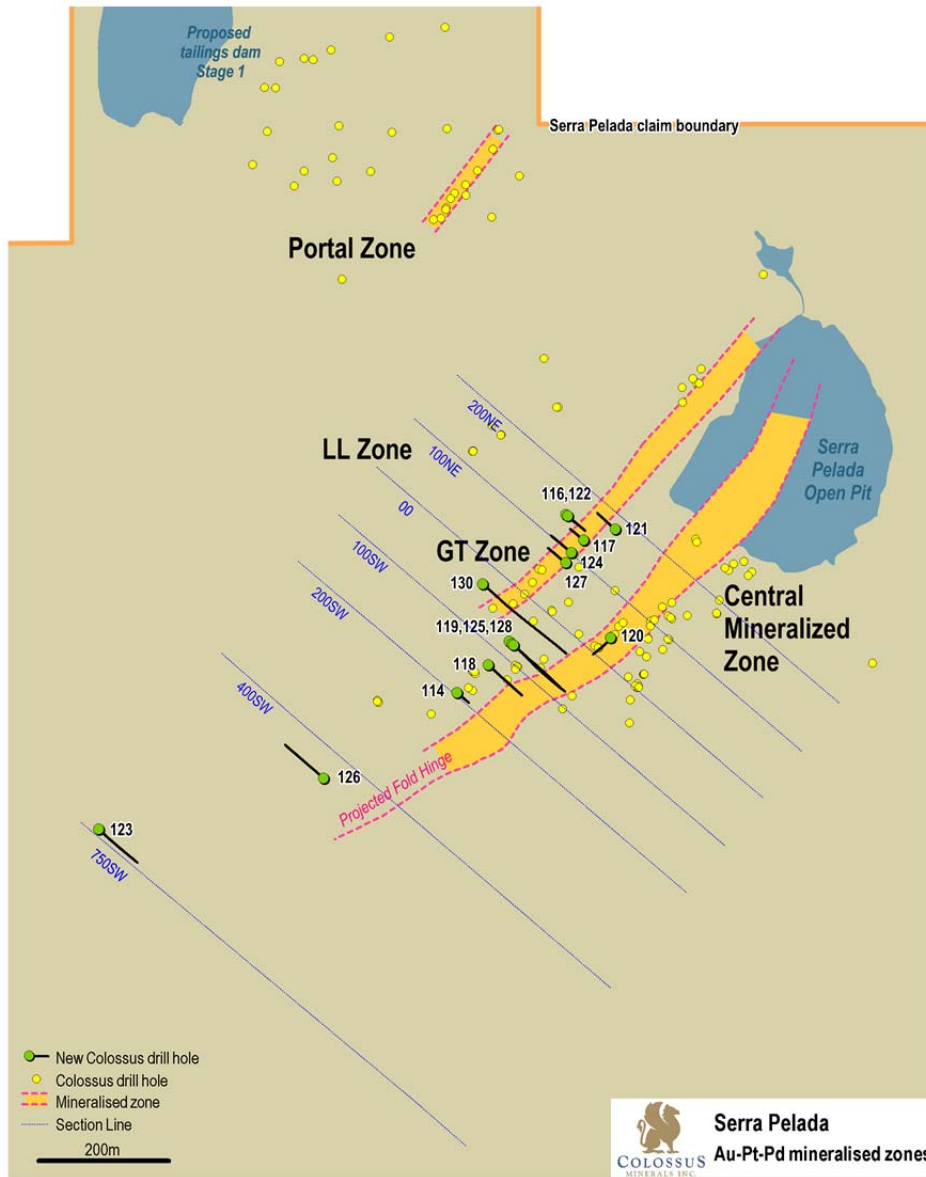 Proposed
tailings dam
Stage 1
Serra Pelada claim boundary
Portal Zone
200NE
LL Zone
100NE
Serra
Pelada
Open Pit
00
116,122
121
100SW
GT Zone
117
124
127
130
200SW
Central
Mineralized
Zone
119,125,128
120
118
114
400SW
126
Projected Fold Hinge
123
750SW
New Colossus drill hole
Colossus drill hole
Mineralised zone
Section Line
200m
COLOSSUS
MINERALS INC.
Serra Pelada
Au-Pt-Pd mineralised zones